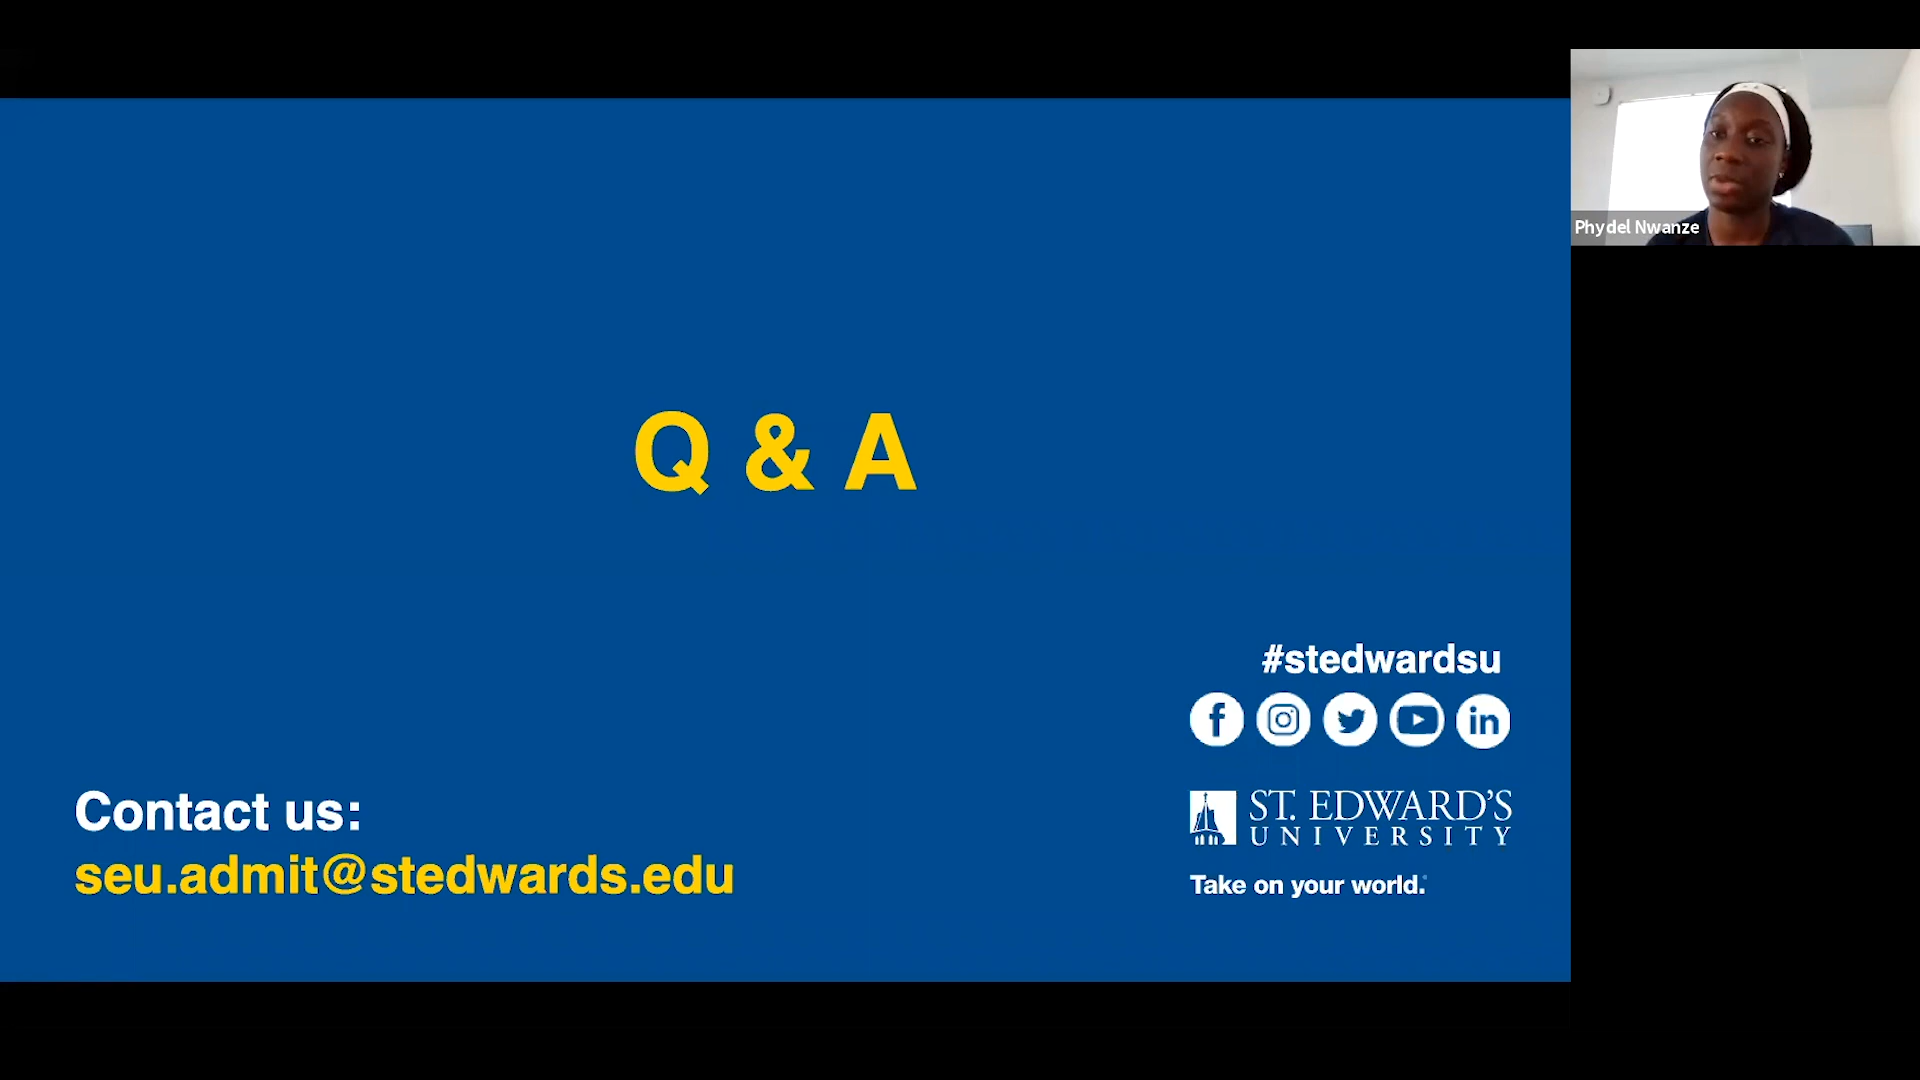 Phydel Nwanze
Q & A
#stedwardsu
ST. EDWARD'S
UNIVERSITY
Take on your world.
Contact us:
seu.admit@stedwards.edu